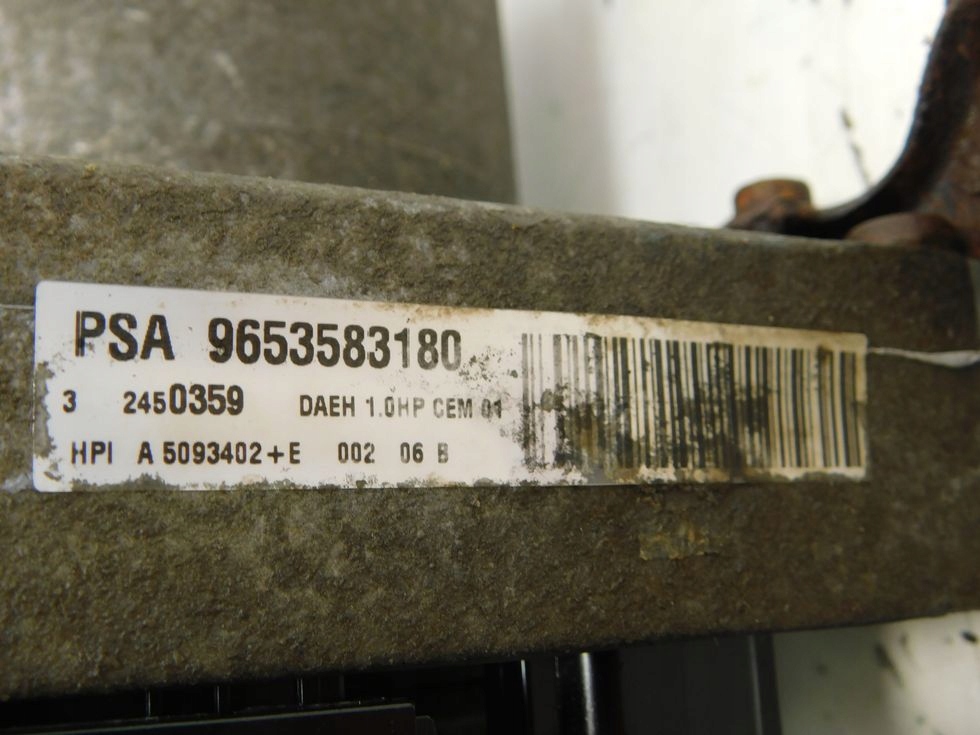 PSA 9653583180
3 2450359 DAEH 1.0HP CEM 01
HPI A 5093402+E 002 06 B